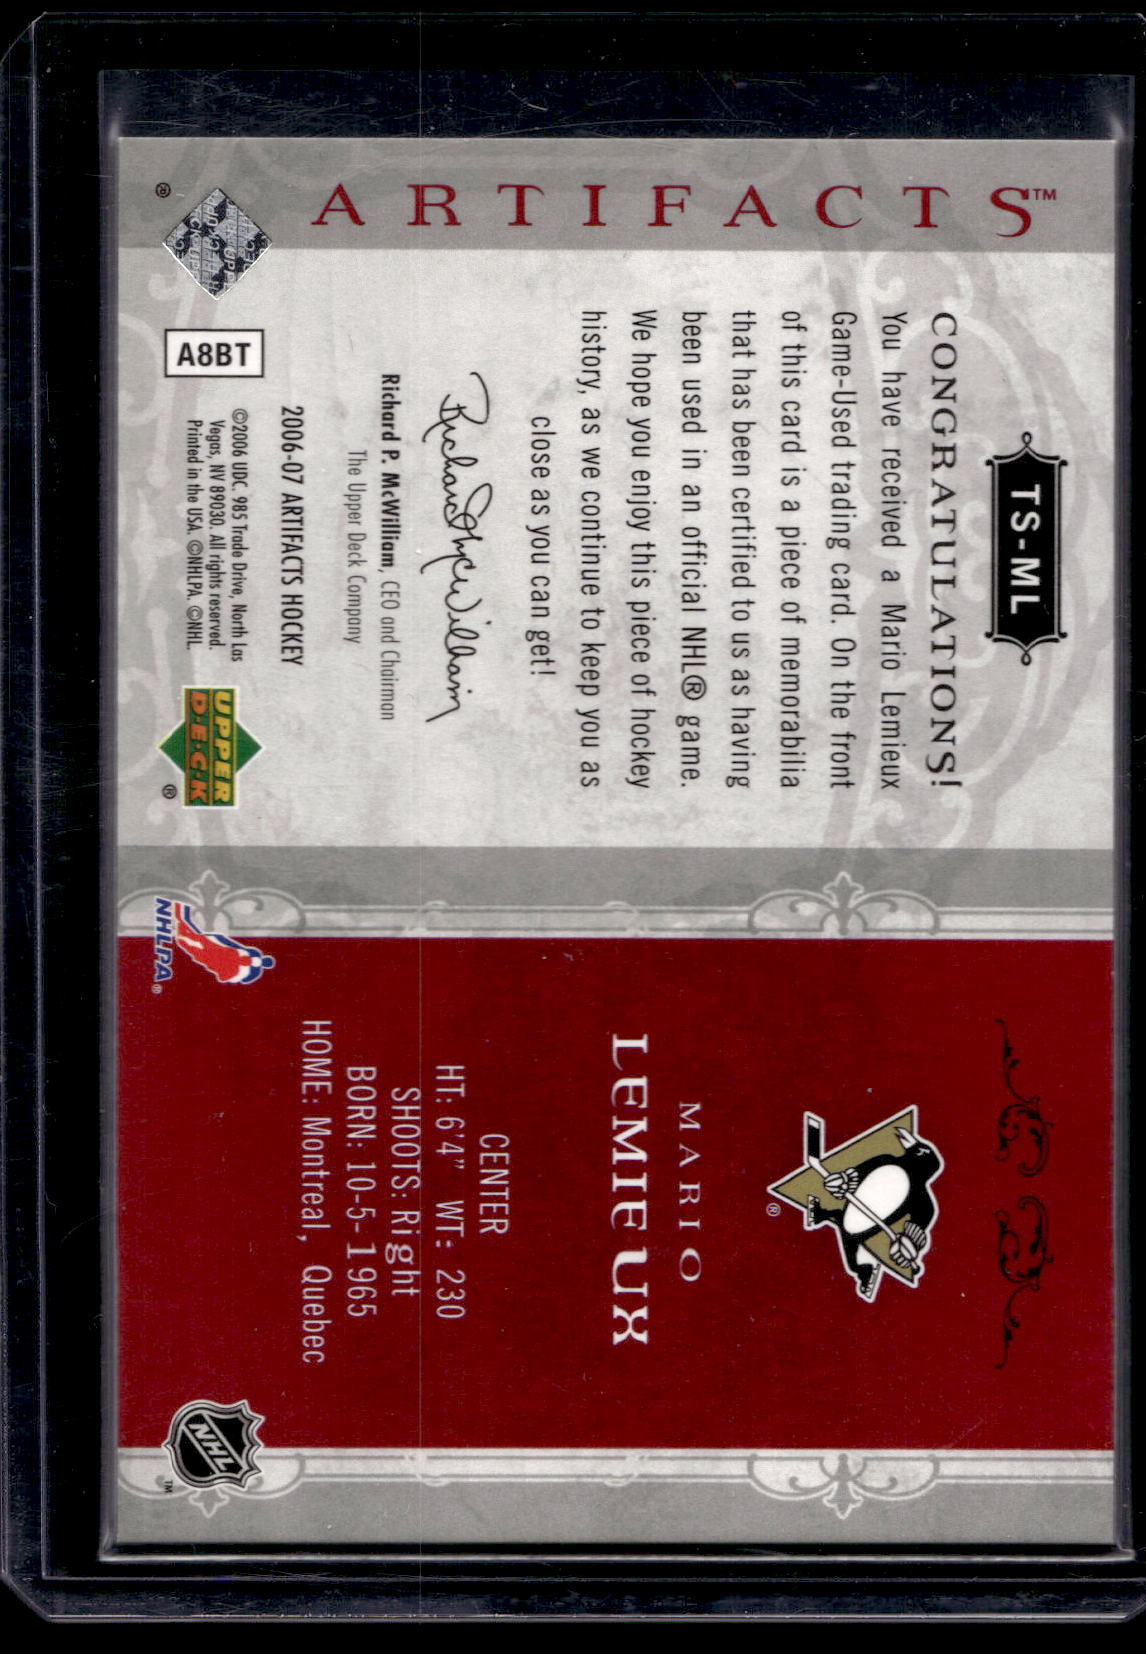 ARTIFACTS™
TS-ML
CONGRATULATIONS!
You have received a Mario Lemieux
Game-Used trading card. On the front
of this card is a piece of memorabilia
that has been certified to us as having
been used in an official NHL® game.
We hope you enjoy this piece of hockey
history, as we continue to keep you as
close as you can get!
Richard P. McWilliam
Richard P. McWilliam, CEO and Chairman
The Upper Deck Company
2006-07 ARTIFACTS HOCKEY
©2006 UDC. 985 Trade Drive, North Las
Vegas, NV 89030. All rights reserved.
Printed in the USA. ©NHLPA. ©NHL.
®
A8BT
UPPER
DECK
®
®
MARIO
LEMIEUX
CENTER
HT: 6'4" WT: 230
SHOOTS: Right
BORN: 10-5-1965
HOME: Montreal, Quebec
NHLPA®
NHL
TM